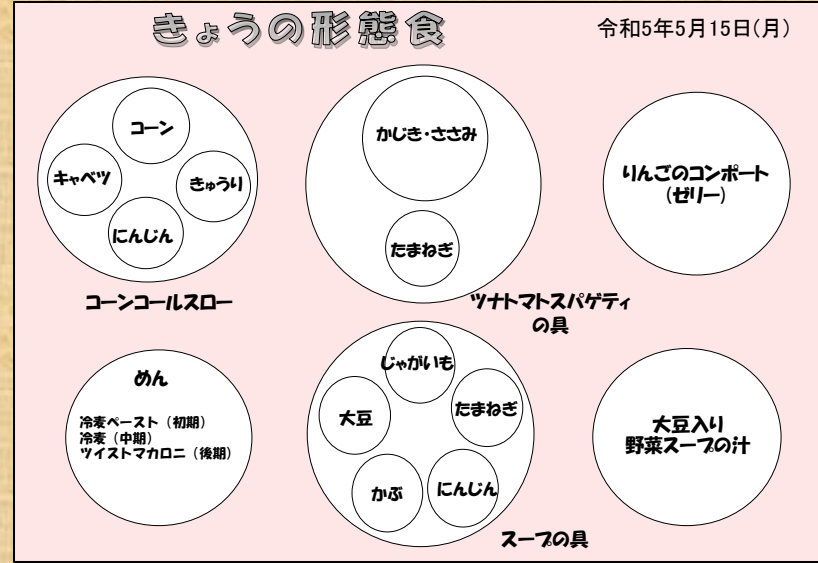 きょうの形態食
令和5年5月15日(月)
コーン
キャベツ
きゅうり
にんじん
コーンコールスロー
かじき・ささみ
たまねぎ
ツナトマトスパゲティ
の具
りんごのコンポート
(ゼリー)
めん
冷麦ペースト（初期）
冷麦（中期）
ツイストマカロニ（後期）
じゃがいも
大豆
たまねぎ
かぶ
にんじん
スープの具
大豆入り
野菜スープの汁